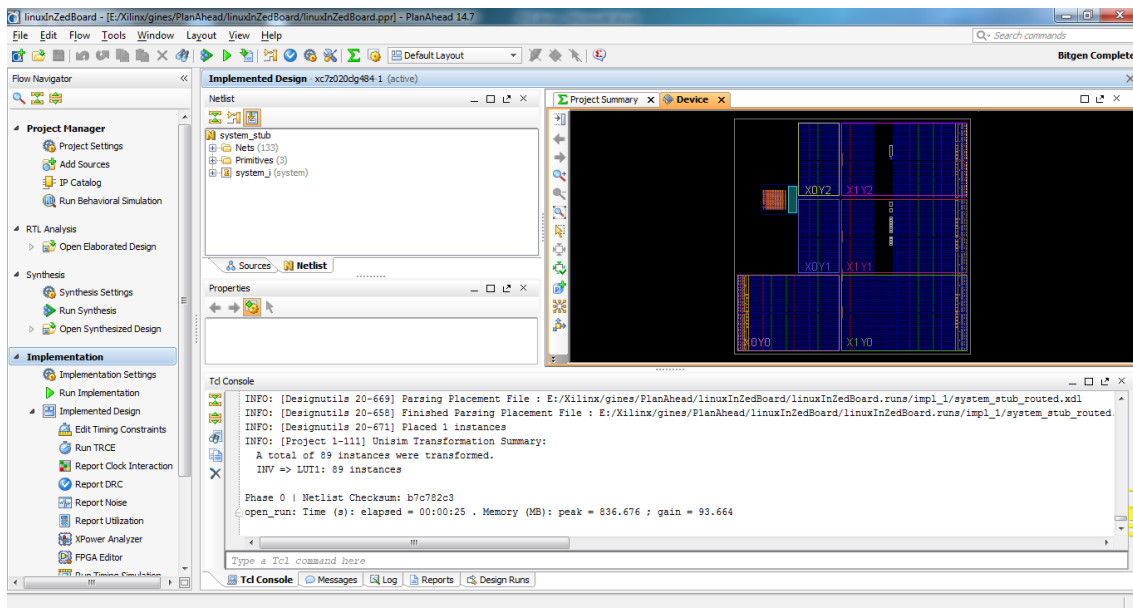 linuxInZedBoard - [E:/Xilinx/gines/PlanAhead/linuxInZedBoard/linuxInZedBoard.ppr] - PlanAhead 14.7
File Edit Flow Tools Window Layout View Help
Search commands
Default Layout
Bitgen Complete
Flow Navigator
Project Manager
Project Settings
Add Sources
IP Catalog
Run Behavioral Simulation
RTL Analysis
Open Elaborated Design
Synthesis
Synthesis Settings
Run Synthesis
Open Synthesized Design
Implementation
Implementation Settings
Run Implementation
Implemented Design
Edit Timing Constraints
Run TRCE
Report Clock Interaction
Report DRC
Report Noise
Report Utilization
XPower Analyzer
FPGA Editor
Run Timing Simulation
Implemented Design - xc7z020clg484-1 (active)
Netlist
system_stub
Nets (133)
Primitives (3)
system_i (system)
Sources Netlist
Properties
Project Summary Device
X0Y2 X1Y2
X0Y1 X1Y1
X0Y0 X1Y0
Tcl Console
INFO: [Designutils 20-669] Parsing Placement File : E:/Xilinx/gines/PlanAhead/linuxInZedBoard/linuxInZedBoard.runs/impl_1/system_stub_routed.xdl
INFO: [Designutils 20-658] Finished Parsing Placement File : E:/Xilinx/gines/PlanAhead/linuxInZedBoard/linuxInZedBoard.runs/impl_1/system_stub_routed.
INFO: [Designutils 20-671] Placed 1 instances
INFO: [Project 1-111] Unisim Transformation Summary:
A total of 89 instances were transformed.
INV => LUT1: 89 instances
Phase 0 | Netlist Checksum: b7c782c3
open_run: Time (s): elapsed = 00:00:25 . Memory (MB): peak = 836.676 ; gain = 93.664
Type a Tcl command here
Tcl Console Messages Log Reports Design Runs